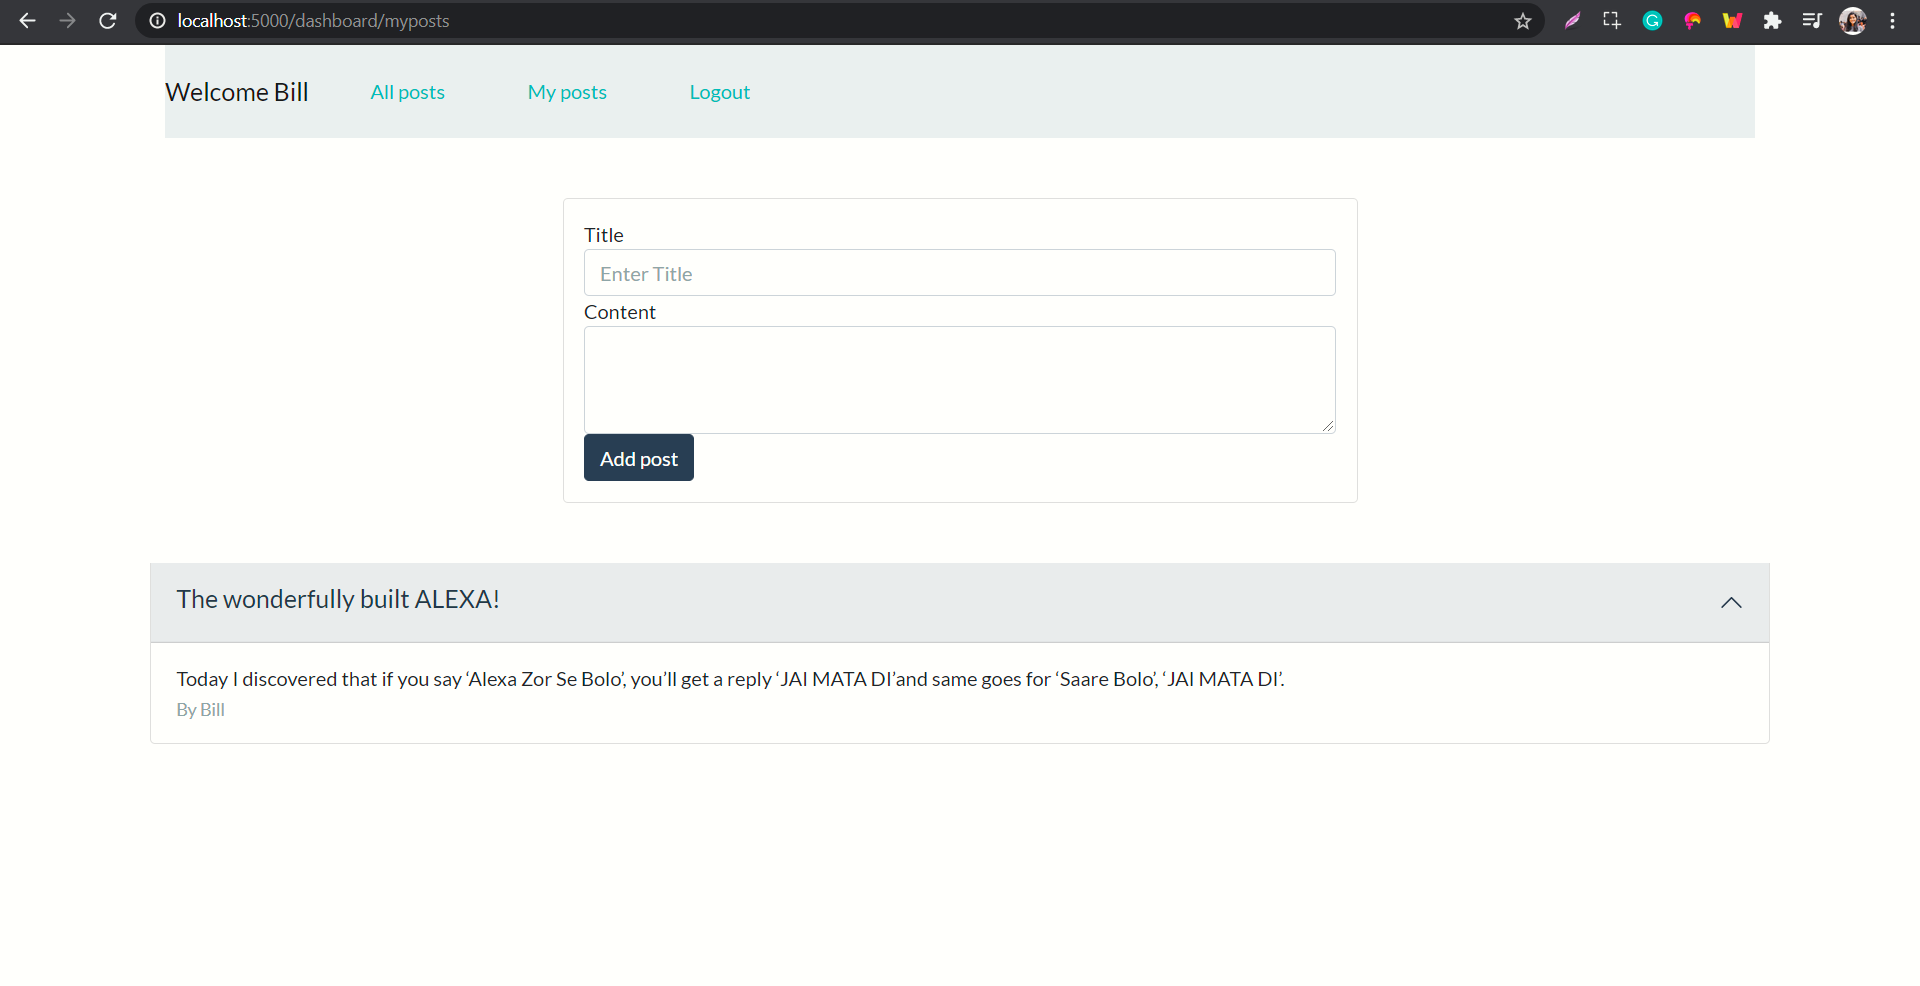 localhost:5000/dashboard/myposts
Welcome Bill All posts My posts Logout
Title
Enter Title
Content
Add post
The wonderfully built ALEXA!
Today I discovered that if you say ‘Alexa Zor Se Bolo’, you’ll get a reply ‘JAI MATA DI’and same goes for ‘Saare Bolo’, ‘JAI MATA DI’.
By Bill